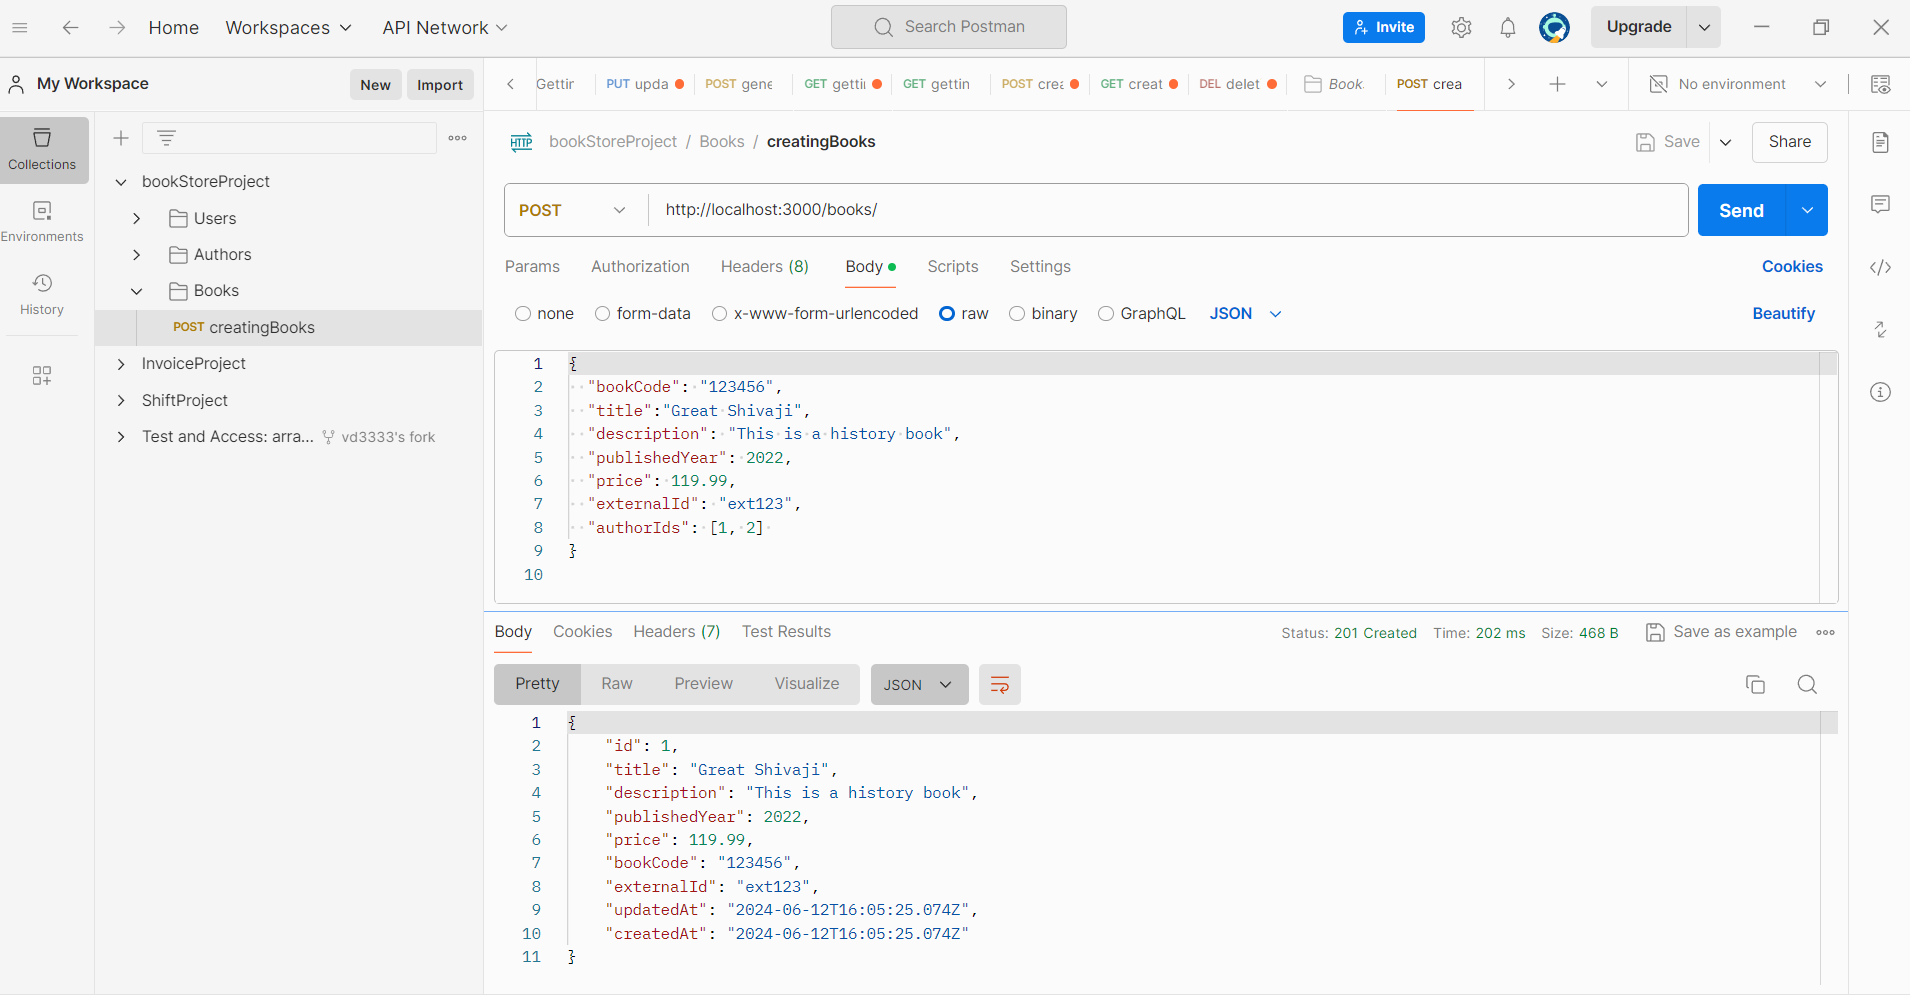 Home Workspaces API Network Search Postman Invite Upgrade
My Workspace New Import
Gettir PUT upda POST gene GET gettir GET gettin POST crea GET creat DEL delet Book POST crea No environment
Collections
Environments
History
bookStoreProject
Users
Authors
Books
POST creatingBooks
InvoiceProject
ShiftProject
Test and Access: arra... vd3333's fork
HTTP bookStoreProject / Books / creatingBooks Save Share
POST http://localhost:3000/books/ Send
Params Authorization Headers (8) Body Scripts Settings Cookies
none form-data x-www-form-urlencoded raw binary GraphQL JSON Beautify
1 {
2 "bookCode": "123456",
3 "title":"Great Shivaji",
4 "description": "This is a history book",
5 "publishedYear": 2022,
6 "price": 119.99,
7 "externalId": "ext123",
8 "authorIds": [1, 2]
9 }
10
Body Cookies Headers (7) Test Results Status: 201 Created Time: 202 ms Size: 468 B Save as example
Pretty Raw Preview Visualize JSON
1 {
2 "id": 1,
3 "title": "Great Shivaji",
4 "description": "This is a history book",
5 "publishedYear": 2022,
6 "price": 119.99,
7 "bookCode": "123456",
8 "externalId": "ext123",
9 "updatedAt": "2024-06-12T16:05:25.074Z",
10 "createdAt": "2024-06-12T16:05:25.074Z"
11 }